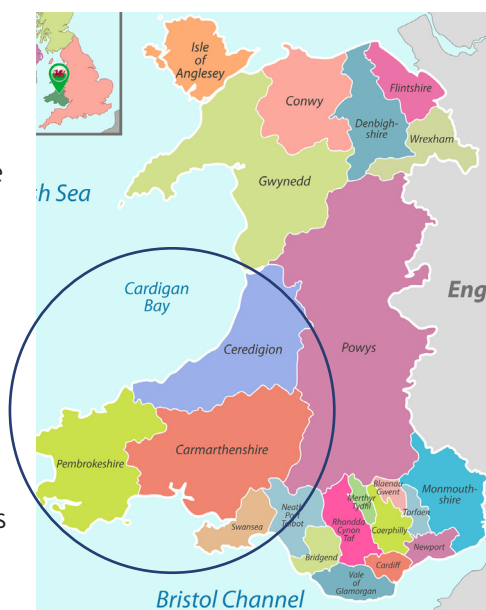 Isle
of
Anglesey
Flintshire
Conwy
Denbigh-
shire
Wrexham
e
sh Sea
Gwynedd
Cardigan
Bay
Eng
Ceredigion
Powys
Carmarthenshire
Pembrokeshire
Blaenau
Gwent
Monmouth-
shire
Merthyr
Tydfil
Torfaen
Neath
Port
Talbot
Swansea
s
Rhondda
Cynon
Taf
Caerphilly
Newport
Bridgend
Cardiff
Vale
of
Glamorgan
Bristol Channel